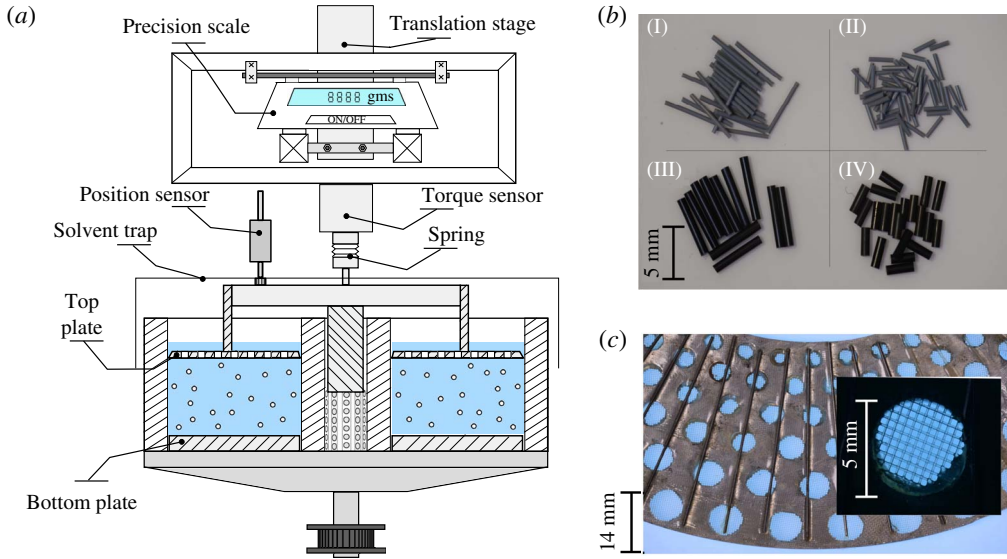 (a)
Precision scale
Translation stage
8888 gms
ON/OFF
Position sensor
Torque sensor
Solvent trap
Spring
Top
plate
Bottom plate
(b)
(I)
(II)
(III)
(IV)
5 mm
(c)
5 mm
14 mm